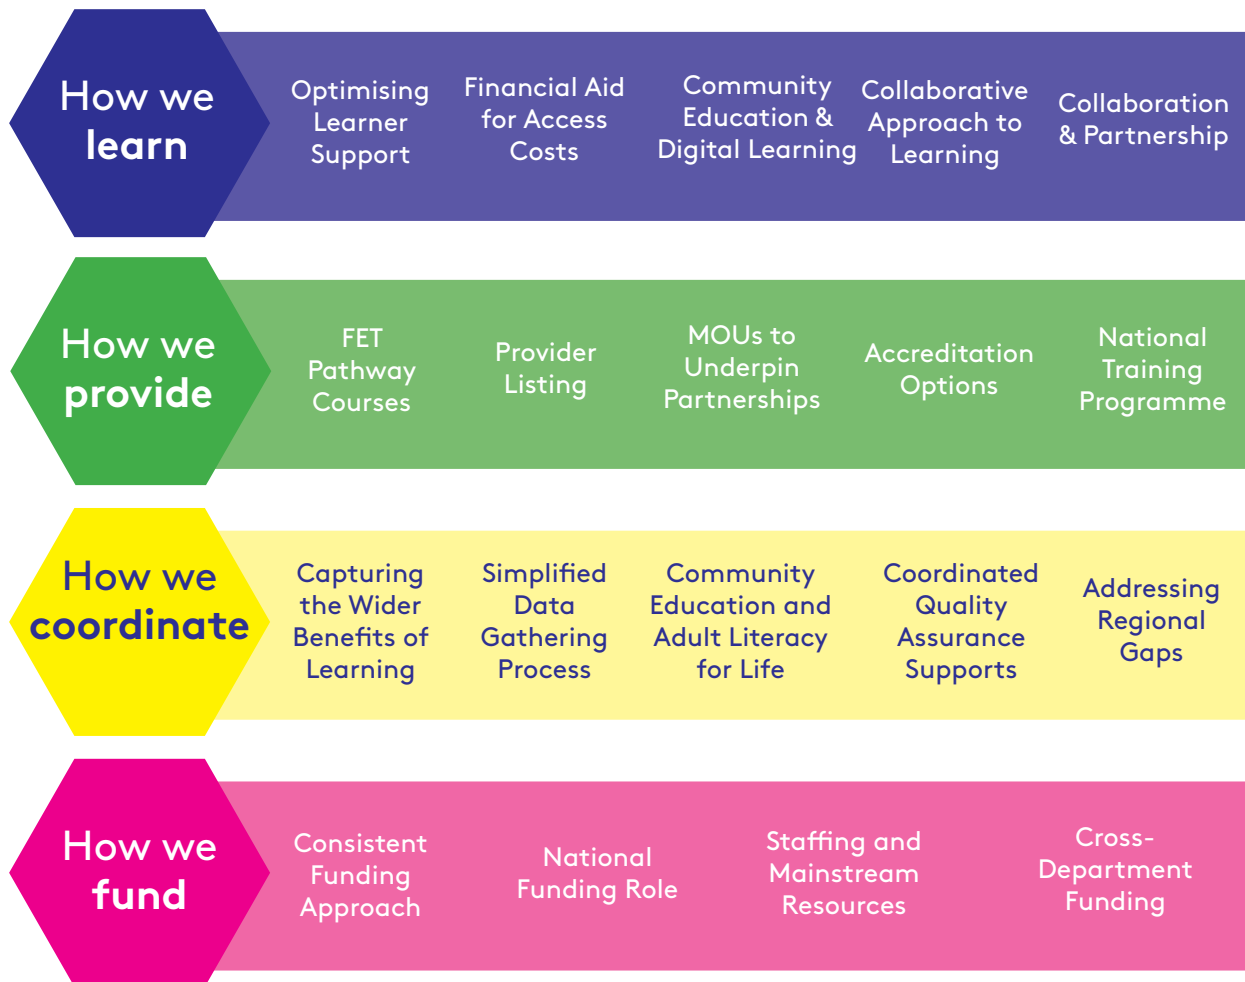 How we
learn
Optimising
Learner
Support
Financial Aid
for Access
Costs
Community
Education &
Digital Learning
Collaborative
Approach to
Learning
Collaboration
& Partnership
How we
provide
FET
Pathway
Courses
Provider
Listing
MOUs to
Underpin
Partnerships
Accreditation
Options
National
Training
Programme
How we
coordinate
Capturing
the Wider
Benefits of
Learning
Simplified
Data
Gathering
Process
Community
Education and
Adult Literacy
for Life
Coordinated
Quality
Assurance
Supports
Addressing
Regional
Gaps
How we
fund
Consistent
Funding
Approach
National
Funding Role
Staffing and
Mainstream
Resources
Cross-
Department
Funding